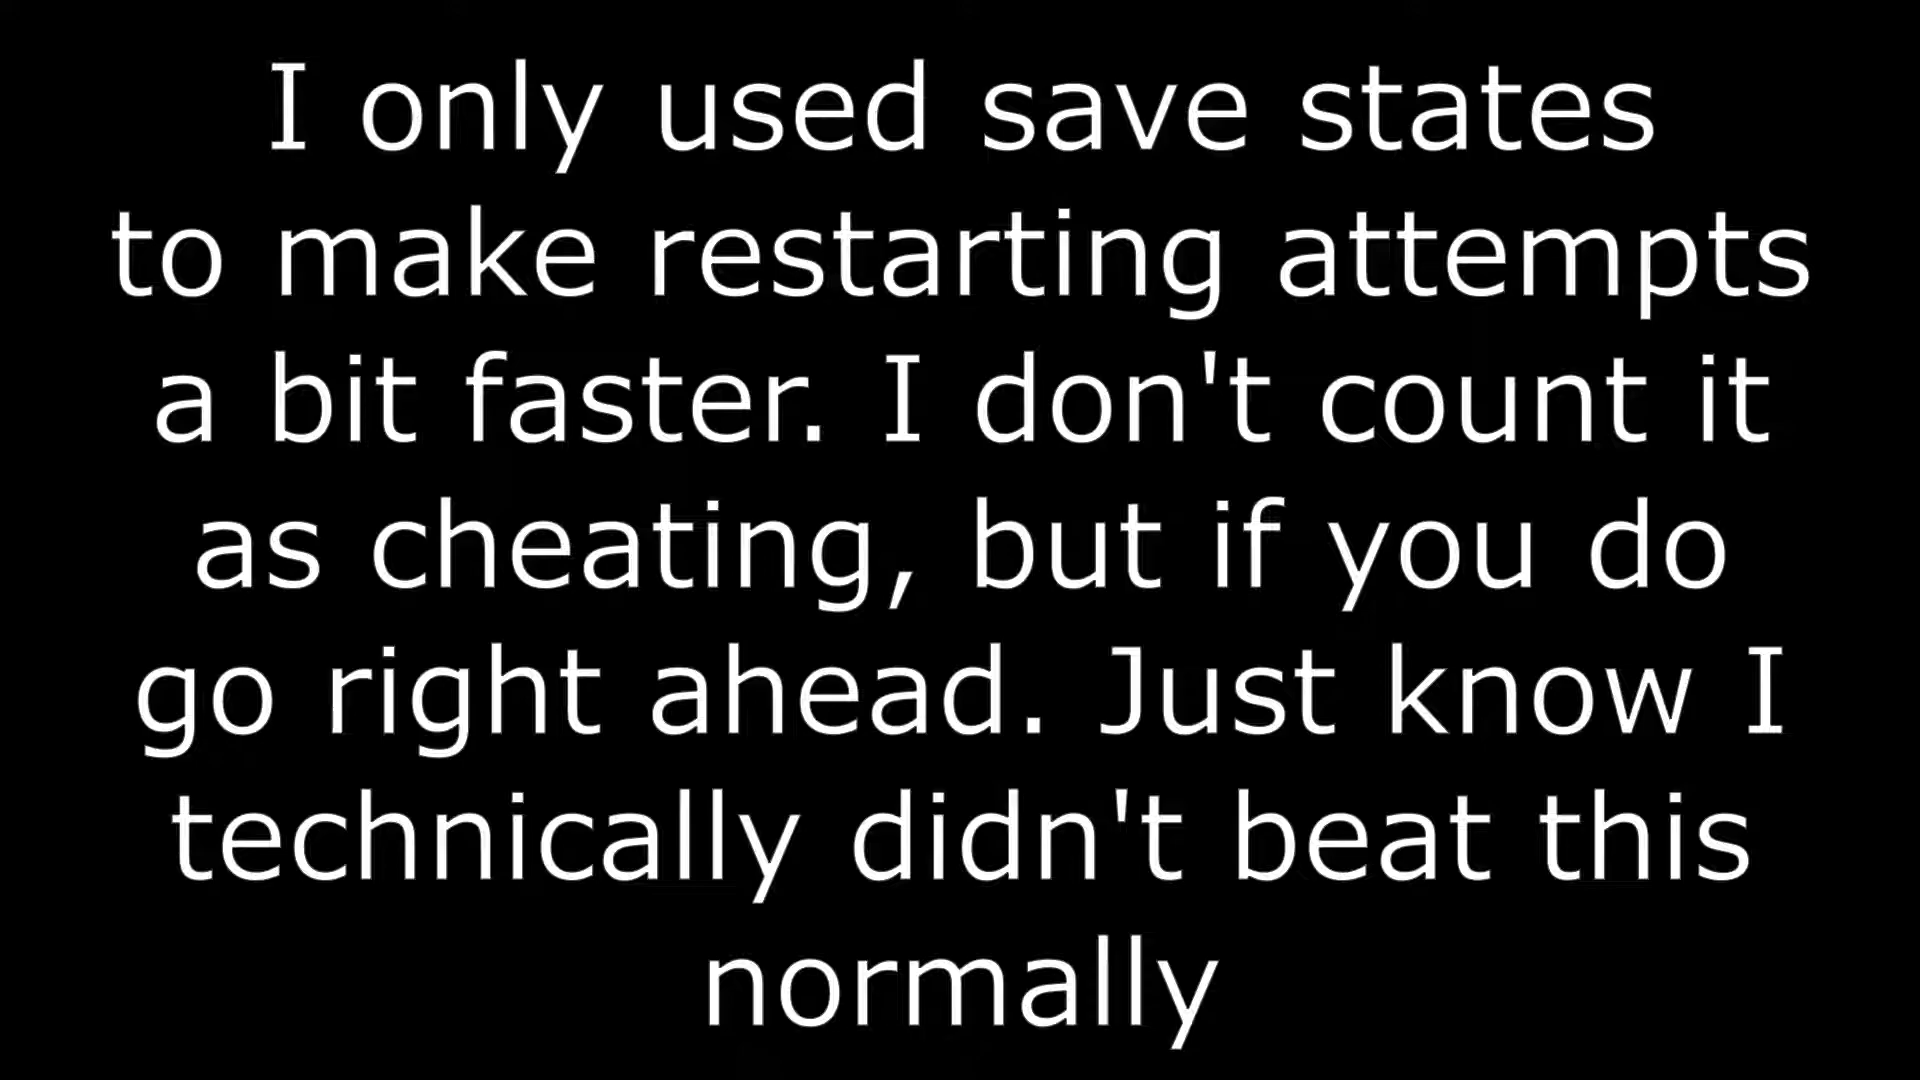 I only used save states
to make restarting attempts
a bit faster. I don't count it
as cheating, but if you do
go right ahead. Just know I
technically didn't beat this
normally